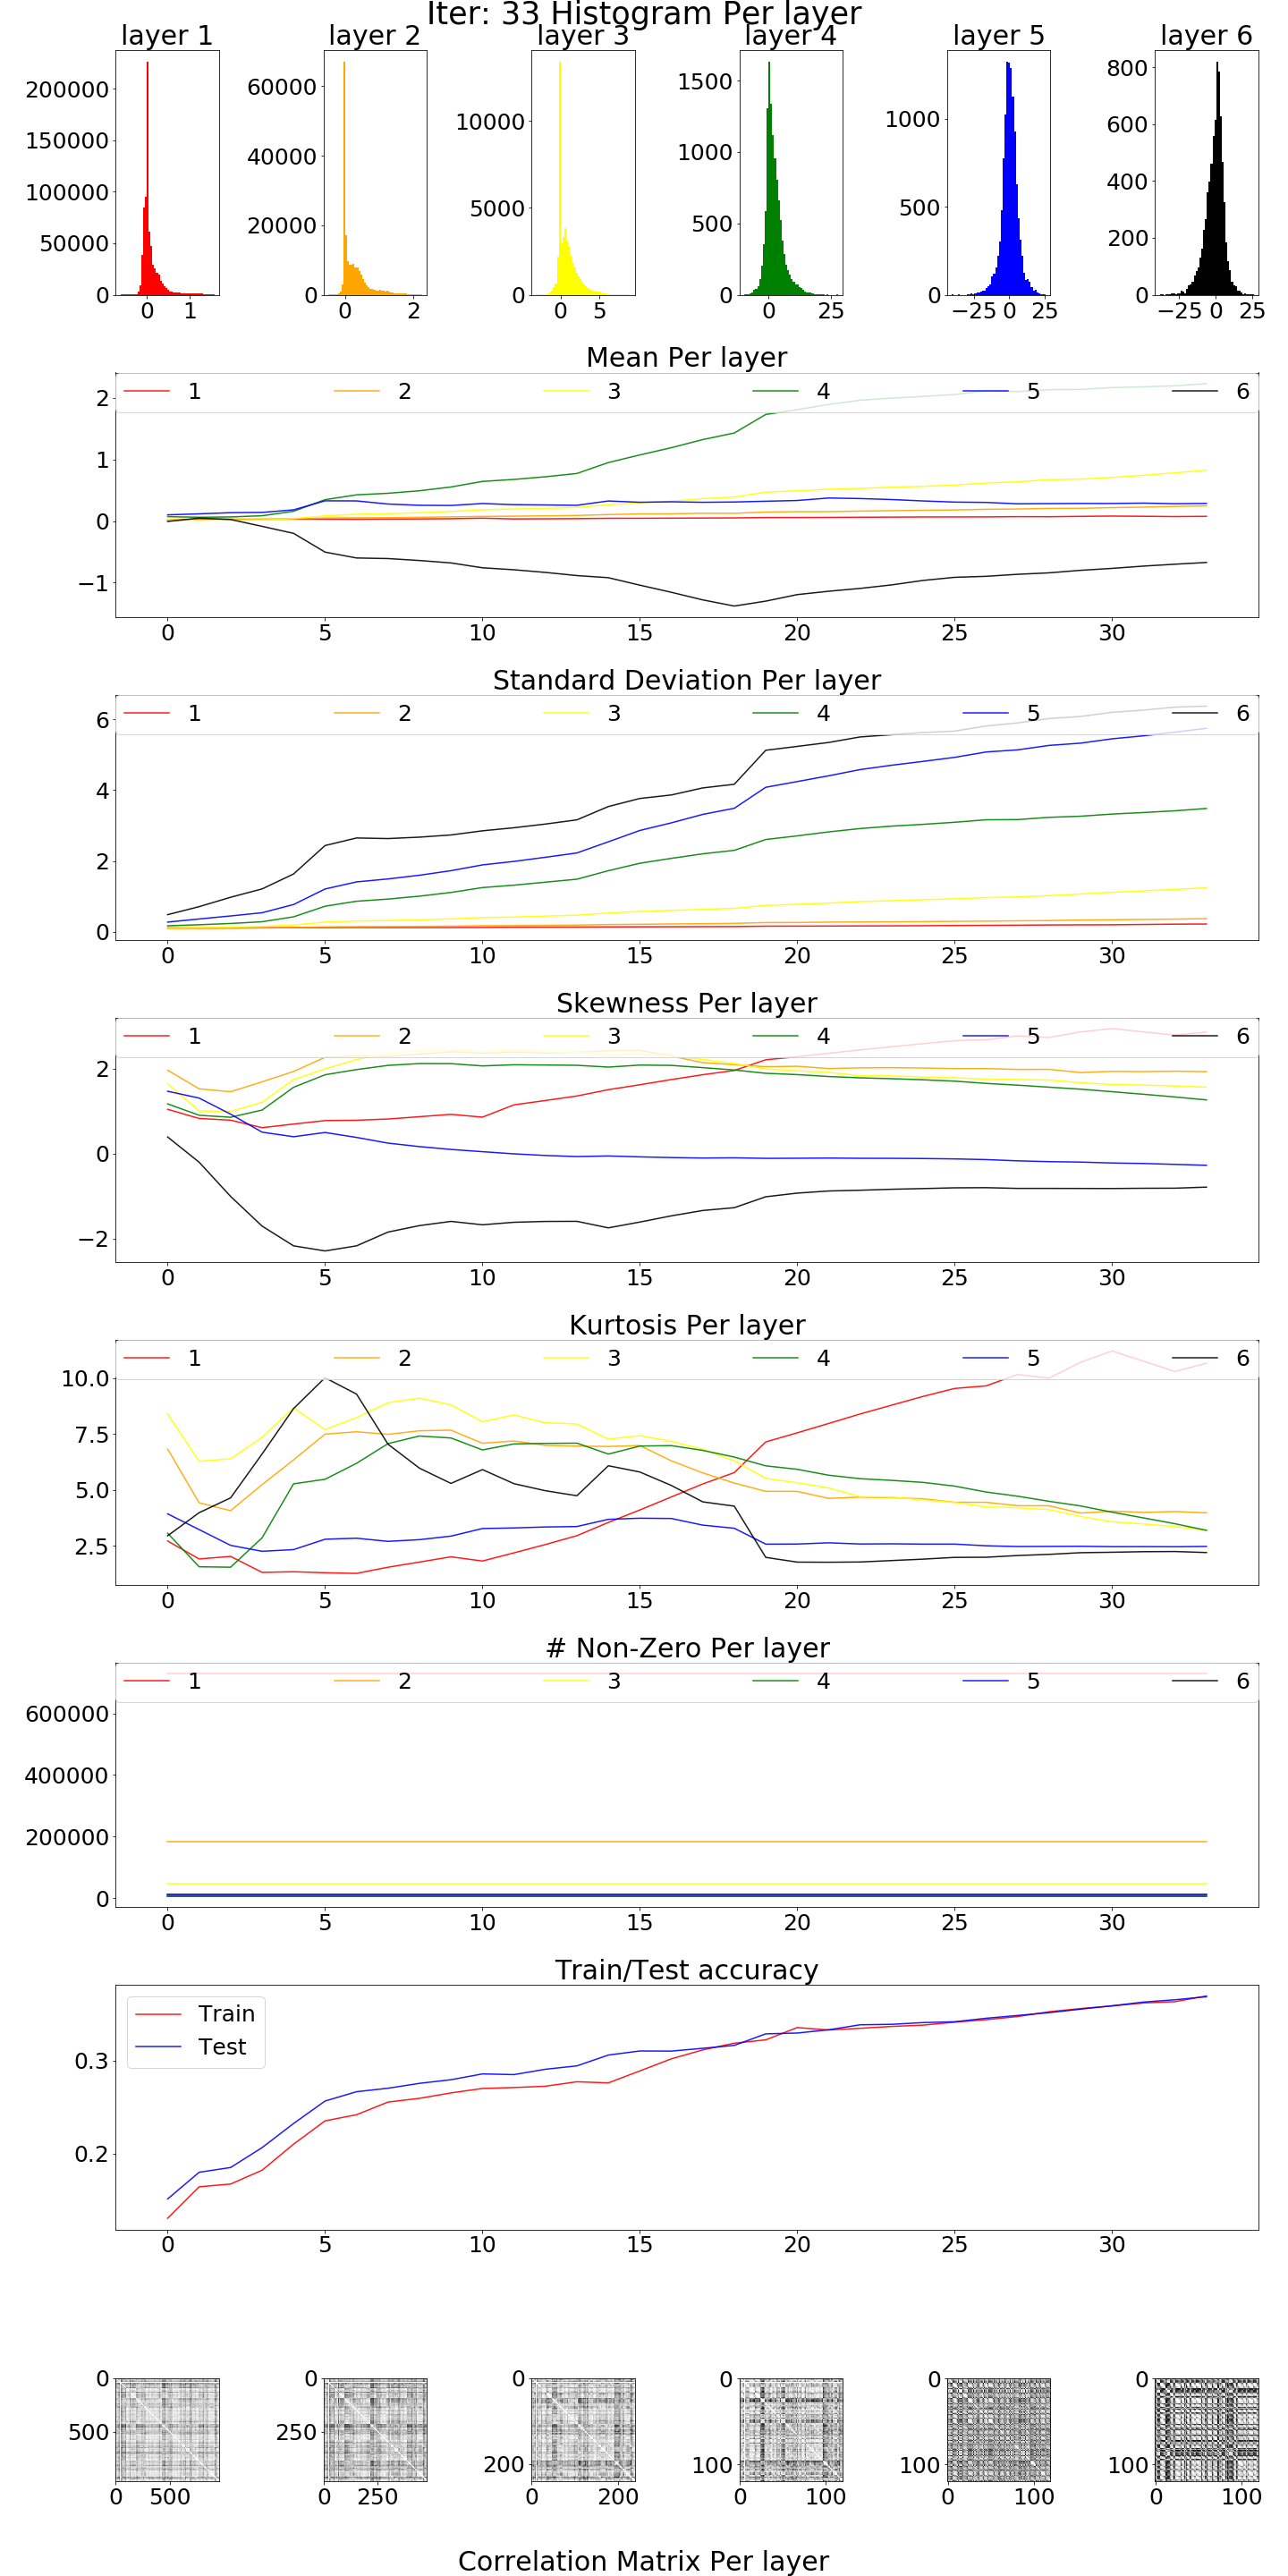 Iter: 33 Histogram Per layer
layer 1 layer 2 layer 3 layer 4 layer 5 layer 6
200000
150000
100000
50000
0
0 1
60000
40000
20000
0
0 2
10000
5000
0
0 5
1500
1000
500
0
0 25
1000
500
0
−25 0 25
800
600
400
200
0
−25 0 25
Mean Per layer
1 2 3 4 5 6
2
1
0
−1
0 5 10 15 20 25 30
Standard Deviation Per layer
1 2 3 4 5 6
6
4
2
0
0 5 10 15 20 25 30
Skewness Per layer
1 2 3 4 5 6
2
0
−2
0 5 10 15 20 25 30
Kurtosis Per layer
1 2 3 4 5 6
10.0
7.5
5.0
2.5
0 5 10 15 20 25 30
# Non-Zero Per layer
1 2 3 4 5 6
600000
400000
200000
0
0 5 10 15 20 25 30
Train/Test accuracy
Train
Test
0.3
0.2
0 5 10 15 20 25 30
0
500
0 500
0
250
0 250
0
200
0 200
0
100
0 100
0
100
0 100
0
100
0 100
Correlation Matrix Per layer